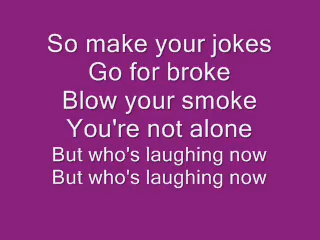 So make your jokes
Go for broke
Blow your smoke
You're not alone
But who's laughing now
But who's laughing now